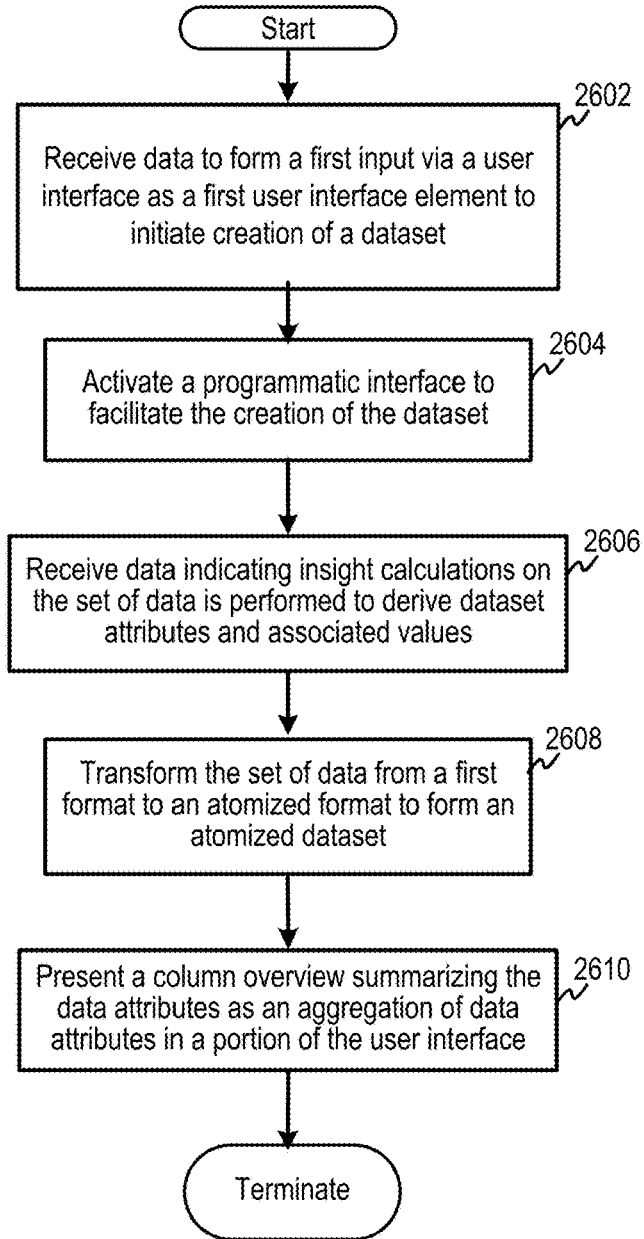 Start
2602
Receive data to form a first input via a user
interface as a first user interface element to
initiate creation of a dataset
2604
Activate a programmatic interface to
facilitate the creation of the dataset
2606
Receive data indicating insight calculations on
the set of data is performed to derive dataset
attributes and associated values
2608
Transform the set of data from a first
format to an atomized format to form an
atomized dataset
2610
Present a column overview summarizing the
data attributes as an aggregation of data
attributes in a portion of the user interface
Terminate